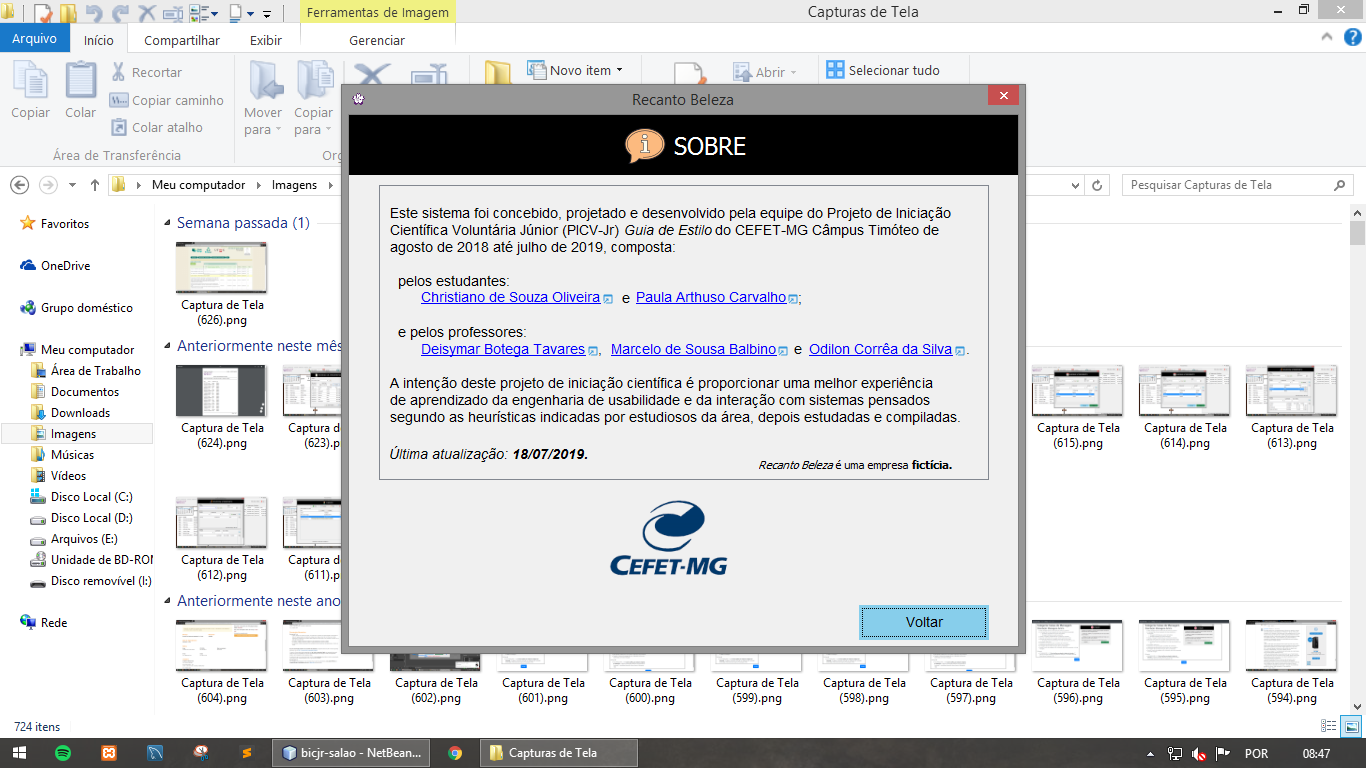 Ferramentas de Imagem
Capturas de Tela
Arquivo
Início
Compartilhar
Exibir
Gerenciar
Copiar
Colar
Recortar
Copiar caminho
Colar atalho
Área de Transferência
Mover para
Copiar para
Novo item
Abrir
Selecionar tudo
Meu computador
Imagens
Pesquisar Capturas de Tela
Favoritos
OneDrive
Grupo doméstico
Meu computador
Área de Trabalho
Documentos
Downloads
Imagens
Músicas
Vídeos
Disco Local (C:)
Disco Local (D:)
Arquivos (E:)
Unidade de BD-RO
Disco removível (I:)
Rede
Semana passada (1)
Captura de Tela
(626).png
Anteriormente neste mês
Captura de Tela
(624).png
(623).png
Captura de Tela
(615).png
Captura de Tela
(614).png
Captura de Tela
(613).png
Captura de Tela
(612).png
(611).png
Anteriormente neste ano
Captura de Tela
(604).png
Captura de Tela
(603).png
Captura de Tela
(602).png
Captura de Tela
(601).png
Captura de Tela
(600).png
Captura de Tela
(599).png
Captura de Tela
(598).png
Captura de Tela
(597).png
Captura de Tela
(596).png
Captura de Tela
(595).png
Captura de Tela
(594).png
Recanto Beleza
SOBRE
Este sistema foi concebido, projetado e desenvolvido pela equipe do Projeto de Iniciação
Científica Voluntária Júnior (PICV-Jr) Guia de Estilo do CEFET-MG Câmpus Timóteo de
agosto de 2018 até julho de 2019, composta:
pelos estudantes:
Christiano de Souza Oliveira e Paula Arthuso Carvalho;
e pelos professores:
Deisymar Botega Tavares, Marcelo de Sousa Balbino e Odilon Corrêa da Silva.
A intenção deste projeto de iniciação científica é proporcionar uma melhor experiência
de aprendizado da engenharia de usabilidade e da interação com sistemas pensados
segundo as heurísticas indicadas por estudiosos da área, depois estudadas e compiladas.
Última atualização: 18/07/2019.
Recanto Beleza é uma empresa fictícia.
CEFET-MG
Voltar
724 itens
bicjr-salao - NetBean...
Capturas de Tela
POR
08:47